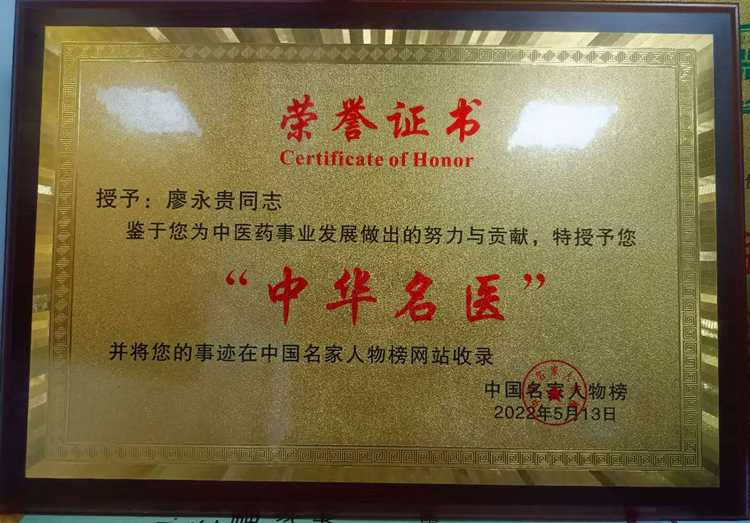 荣誉证书
Certificate of Honor
授予：廖永贵同志
鉴于您为中医药事业发展做出的努力与贡献，特授予您
“中华名医”
并将您的事迹在中国名家人物榜网站收录
中国名家人物榜
2022年5月13日